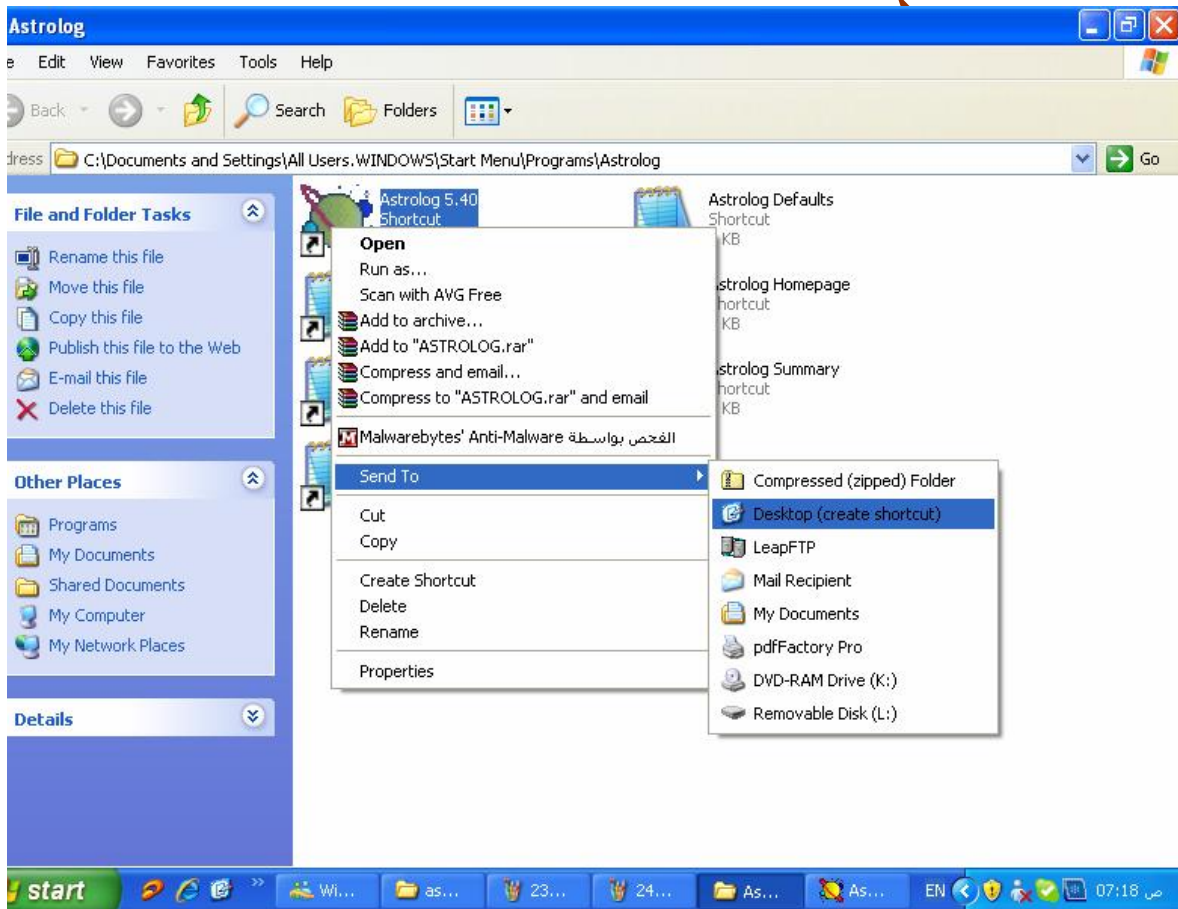 Astrolog
Edit View Favorites Tools Help
Back Search Folders
dress C:\Documents and Settings\All Users.WINDOWS\Start Menu\Programs\Astrolog Go
File and Folder Tasks
Rename this file
Move this file
Copy this file
Publish this file to the Web
E-mail this file
Delete this file
Other Places
Programs
My Documents
Shared Documents
My Computer
My Network Places
Details
Astrolog 5.40
Shortcut
Astrolog Defaults
Shortcut
KB
strolog Homepage
hortcut
KB
strolog Summary
hortcut
KB
Open
Run as...
Scan with AVG Free
Add to archive...
Add to "ASTROLOG.rar"
Compress and email...
Compress to "ASTROLOG.rar" and email
الفحص بواسطة Malwarebytes' Anti-Malware
Send To
Cut
Copy
Create Shortcut
Delete
Rename
Properties
Compressed (zipped) Folder
Desktop (create shortcut)
LeapFTP
Mail Recipient
My Documents
pdfFactory Pro
DVD-RAM Drive (K:)
Removable Disk (L:)
start Wi... as... 23... 24... As... As... EN 07:18 ص